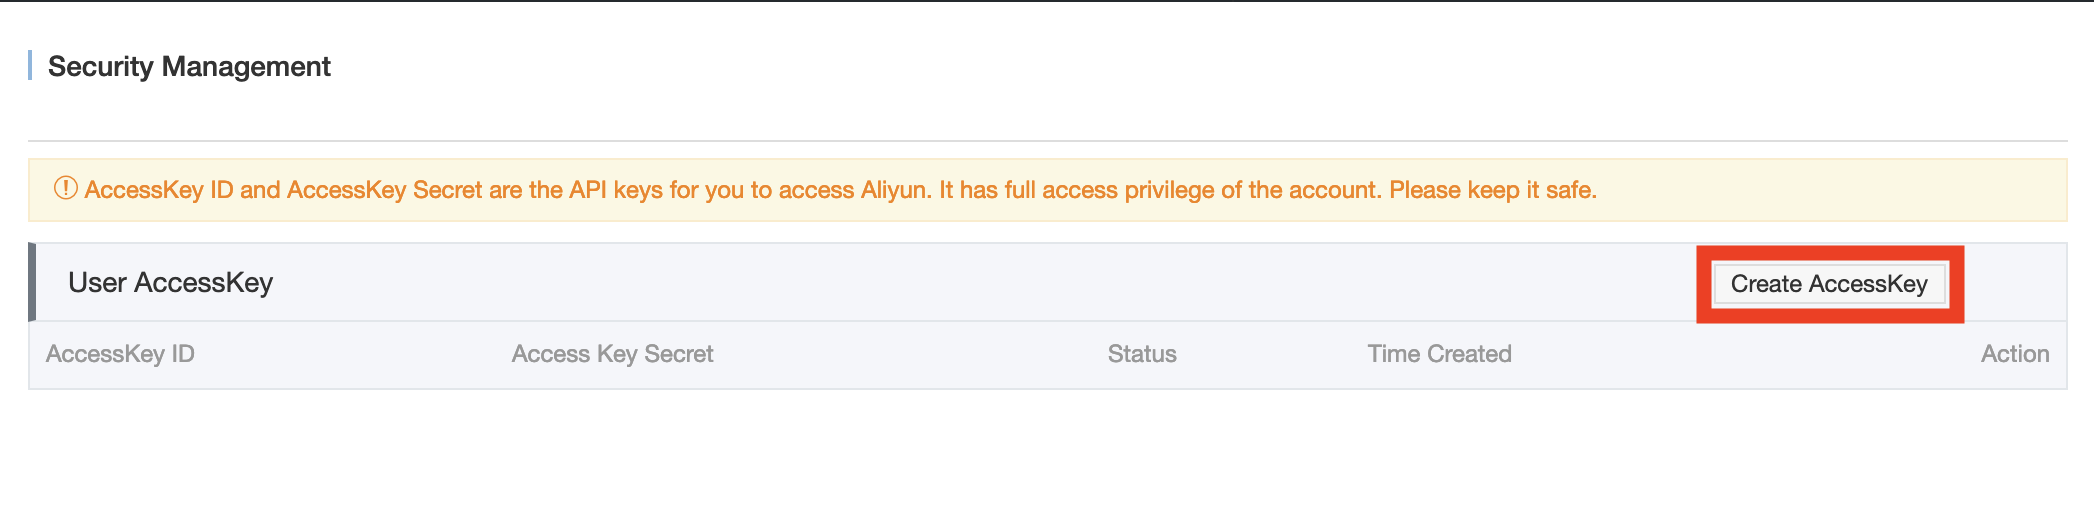 Security Management
AccessKey ID and AccessKey Secret are the API keys for you to access Aliyun. It has full access privilege of the account. Please keep it safe.
User AccessKey Create AccessKey
AccessKey ID Access Key Secret Status Time Created Action